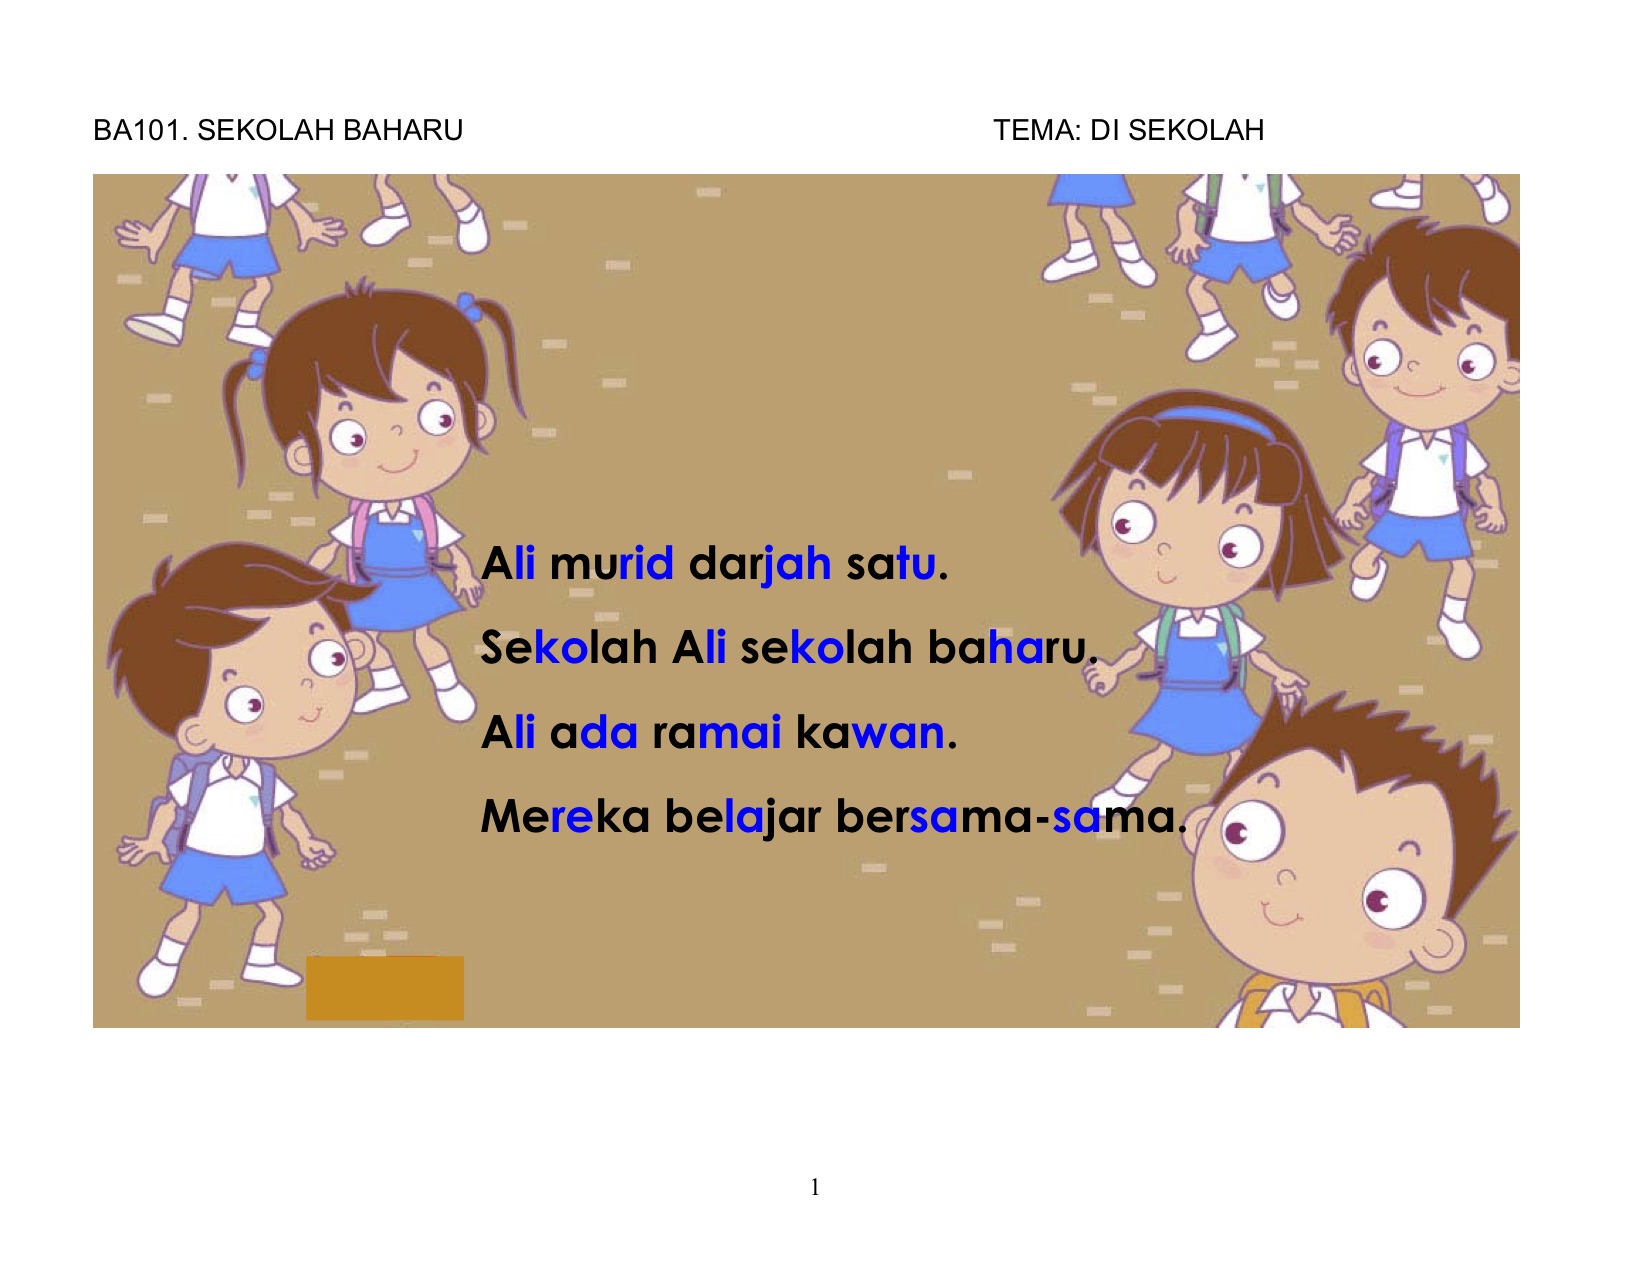 BA101. SEKOLAH BAHARU TEMA: DI SEKOLAH
Ali murid darjah satu.
Sekolah Ali sekolah baharu.
Ali ada ramai kawan.
Mereka belajar bersama-sama.
1